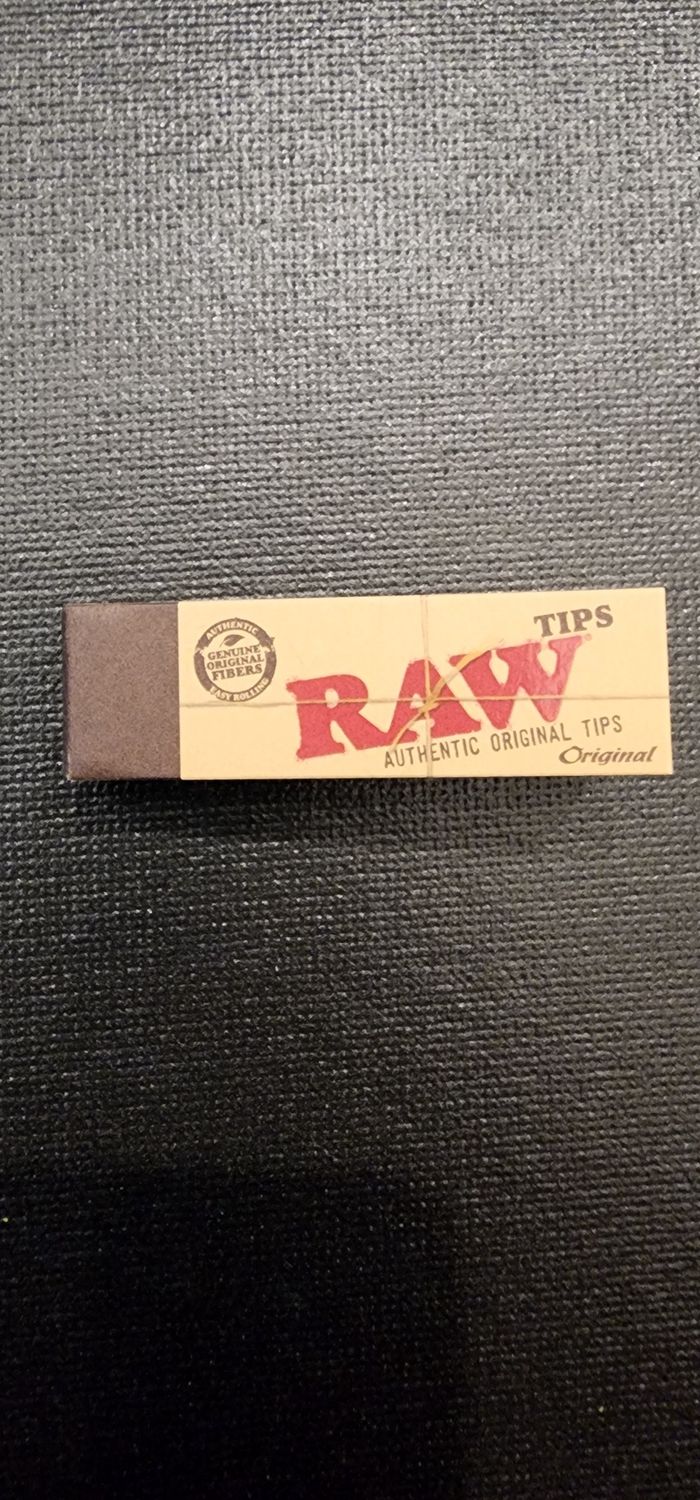 AUTHENTIC
GENUINE
ORIGINAL
FIBERS
EASY ROLLING
TIPS
RAW®
AUTHENTIC ORIGINAL TIPS
Original